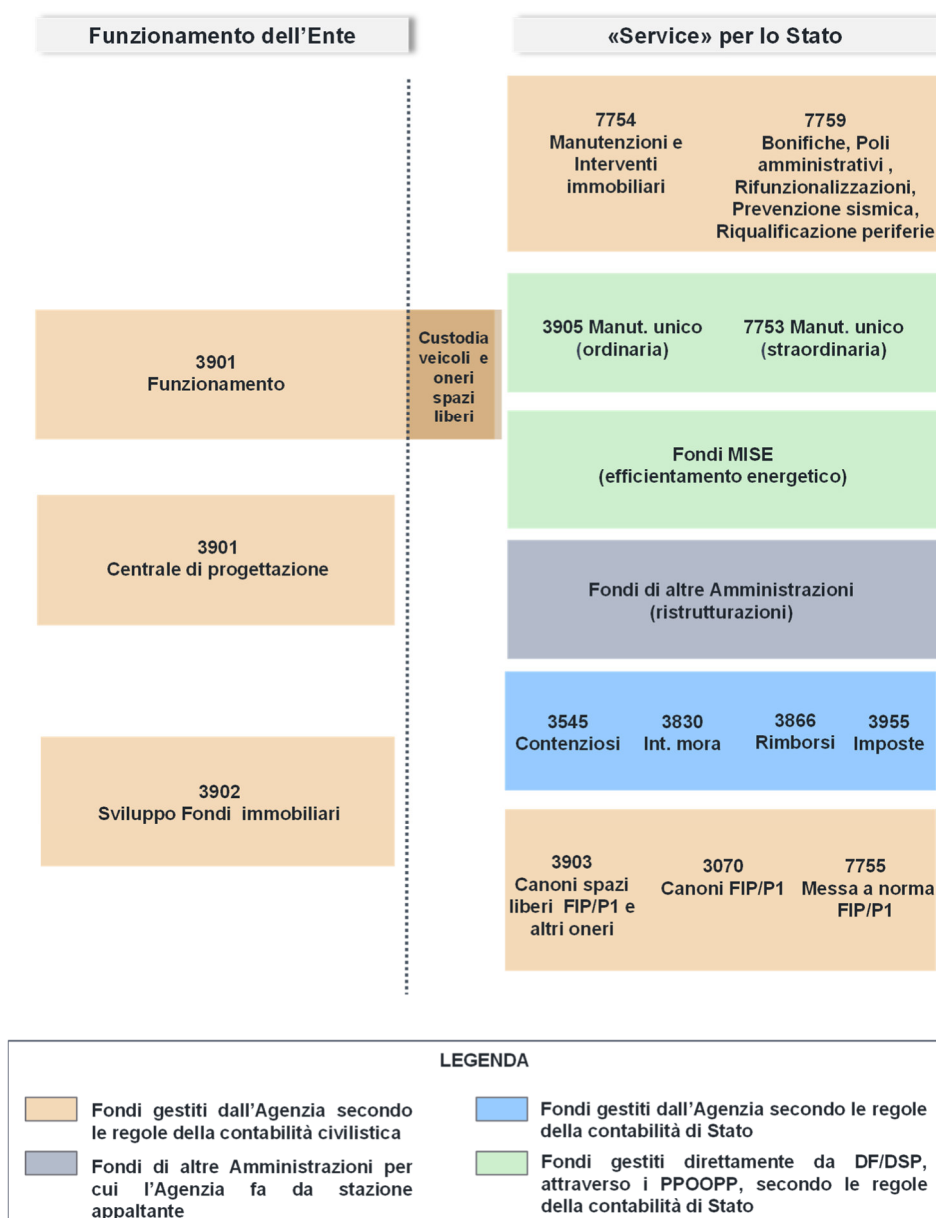 Funzionamento dell'Ente
«Service» per lo Stato
7754
Manutenzioni e
Interventi
immobiliari
7759
Bonifiche, Poli
amministrativi ,
Rifunzionalizzazioni,
Prevenzione sismica,
Riqualificazione periferie
3901
Funzionamento
Custodia
veicoli e
oneri
spazi
liberi
3905 Manut. unico
(ordinaria)
7753 Manut. unico
(straordinaria)
Fondi MISE
(efficientamento energetico)
3901
Centrale di progettazione
Fondi di altre Amministrazioni
(ristrutturazioni)
3545
Contenziosi
3830
Int. mora
3866
Rimborsi
3955
Imposte
3902
Sviluppo Fondi immobiliari
3903
Canoni spazi
liberi FIP/P1 e
altri oneri
3070
Canoni FIP/P1
7755
Messa a norma
FIP/P1
LEGENDA
Fondi gestiti dall'Agenzia secondo
le regole della contabilità civilistica
Fondi di altre Amministrazioni per
cui l'Agenzia fa da stazione
appaltante
Fondi gestiti dall'Agenzia secondo le regole
della contabilità di Stato
Fondi gestiti direttamente da DF/DSP,
attraverso i PPOOPP, secondo le regole
della contabilità di Stato